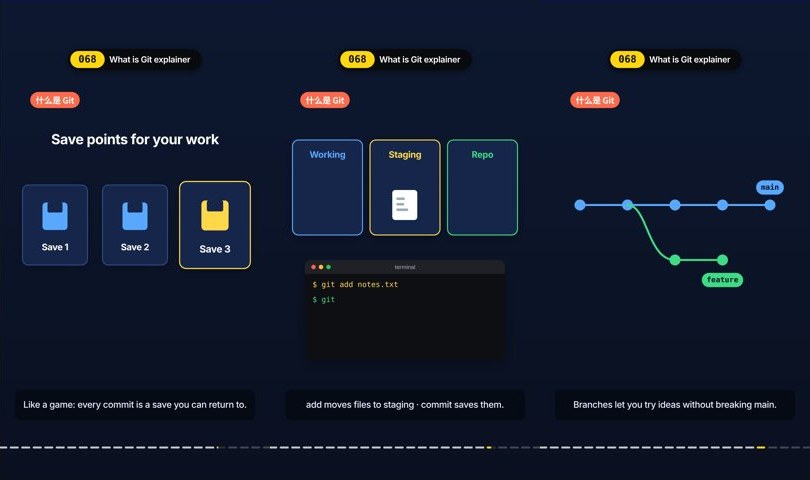 068 What is Git explainer
什么是 Git
Save points for your work
Save 1
Save 2
Save 3
Like a game: every commit is a save you can return to.
068 What is Git explainer
什么是 Git
Working
Staging
Repo
terminal
$ git add notes.txt
$ git
add moves files to staging · commit saves them.
068 What is Git explainer
什么是 Git
main
feature
Branches let you try ideas without breaking main.